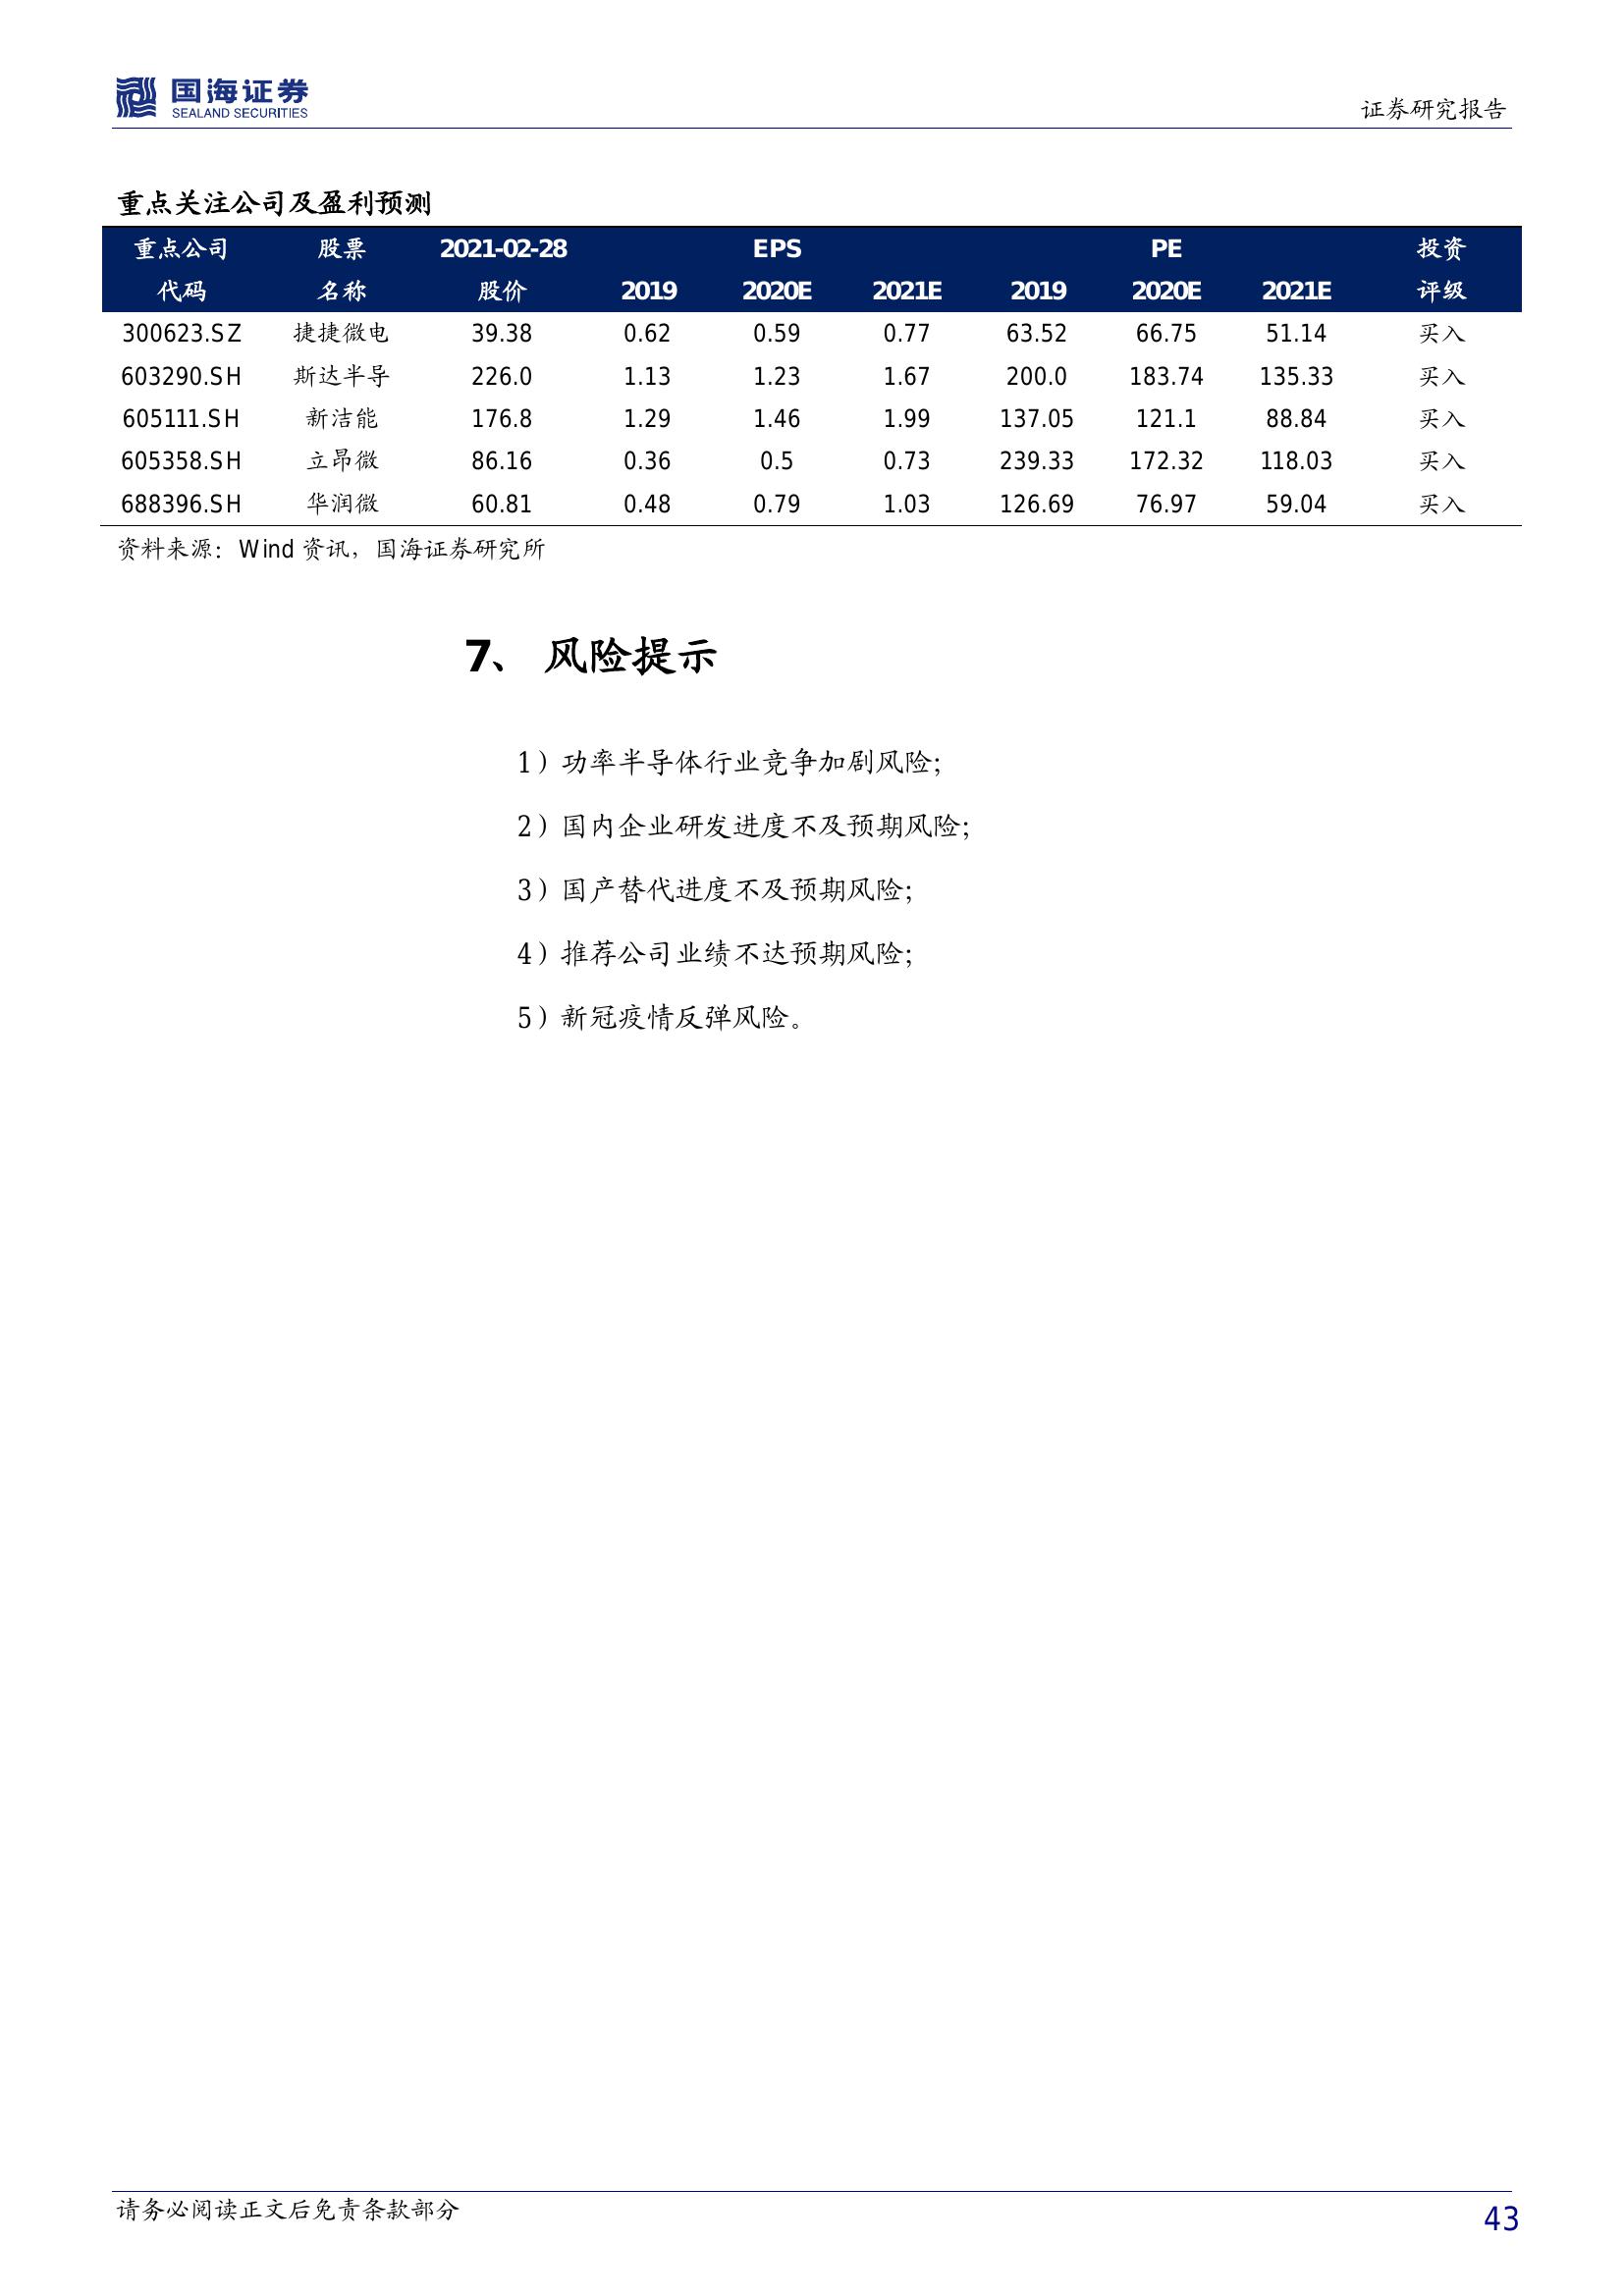 国海证券
SEALAND SECURITIES
证券研究报告
重点关注公司及盈利预测
重点公司 股票 2021-02-28 EPS PE 投资
代码 名称 股价 2019 2020E 2021E 2019 2020E 2021E 评级
300623.SZ 捷捷微电 39.38 0.62 0.59 0.77 63.52 66.75 51.14 买入
603290.SH 斯达半导 226.0 1.13 1.23 1.67 200.0 183.74 135.33 买入
605111.SH 新洁能 176.8 1.29 1.46 1.99 137.05 121.1 88.84 买入
605358.SH 立昂微 86.16 0.36 0.5 0.73 239.33 172.32 118.03 买入
688396.SH 华润微 60.81 0.48 0.79 1.03 126.69 76.97 59.04 买入
资料来源：Wind 资讯，国海证券研究所
7、 风险提示
1）功率半导体行业竞争加剧风险；
2）国内企业研发进度不及预期风险；
3）国产替代进度不及预期风险；
4）推荐公司业绩不达预期风险；
5）新冠疫情反弹风险。
请务必阅读正文后免责条款部分
43